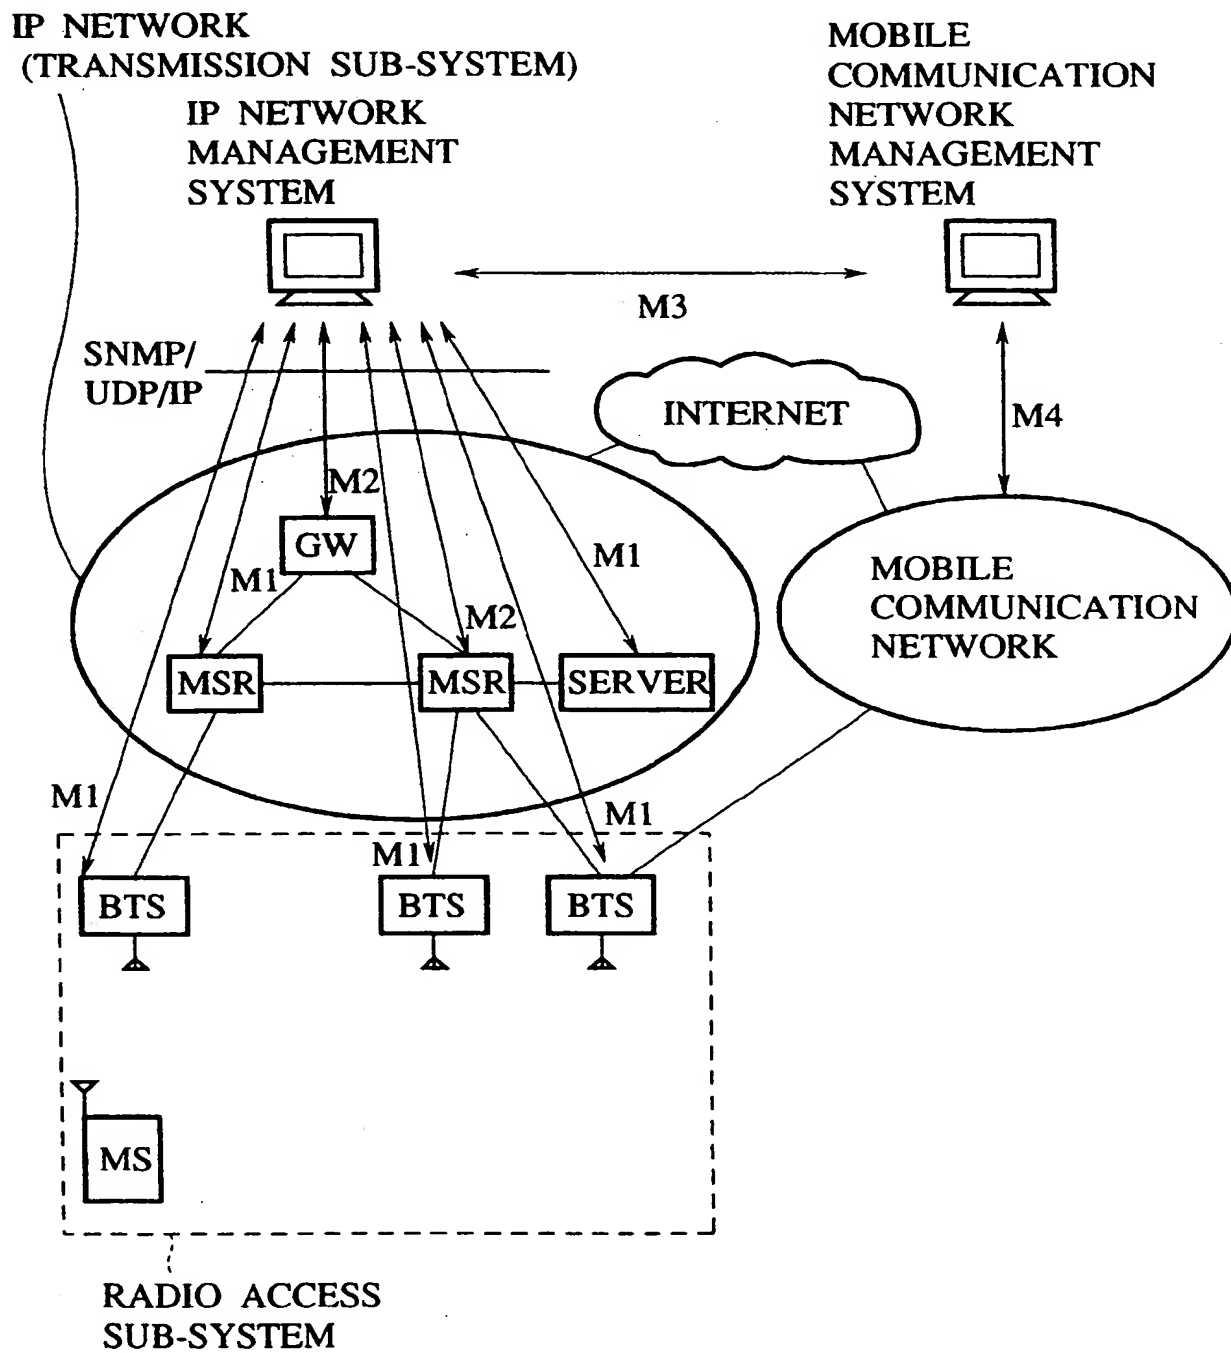 IP NETWORK
(TRANSMISSION SUB-SYSTEM)
IP NETWORK
MANAGEMENT
SYSTEM
MOBILE
COMMUNICATION
NETWORK
MANAGEMENT
SYSTEM
M3
SNMP/
UDP/IP
INTERNET
M4
M2
GW
M1
M1
M2
MSR
MSR
SERVER
MOBILE
COMMUNICATION
NETWORK
M1
M1
M1
BTS
BTS
BTS
MS
RADIO ACCESS
SUB-SYSTEM